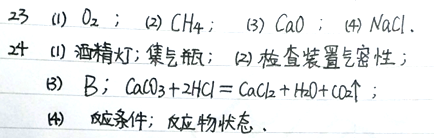 23 (1) O₂ ; (2) CH₄ ; (3) CaO ; (4) NaCl.
24 (1) 酒精灯; 集气瓶; (2) 检查装置气密性;
(3) B; CaCO₃+2HCl=CaCl₂+H₂O+CO₂↑ ;
(4) 反应条件; 反应物状态.